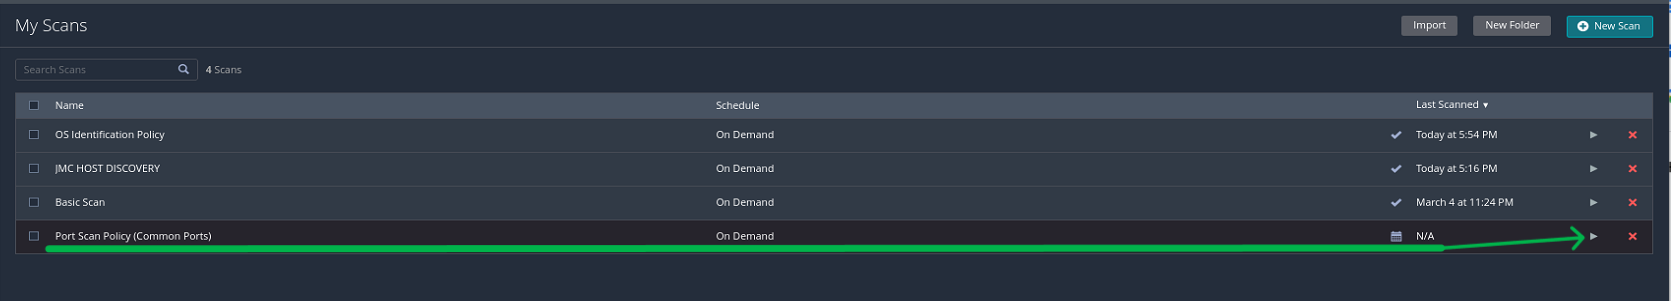 My Scans
Import
New Folder
New Scan
Search Scans
4 Scans
Name Schedule Last Scanned
OS Identification Policy On Demand Today at 5:54 PM
JMC HOST DISCOVERY On Demand Today at 5:16 PM
Basic Scan On Demand March 4 at 11:24 PM
Port Scan Policy (Common Ports) On Demand N/A